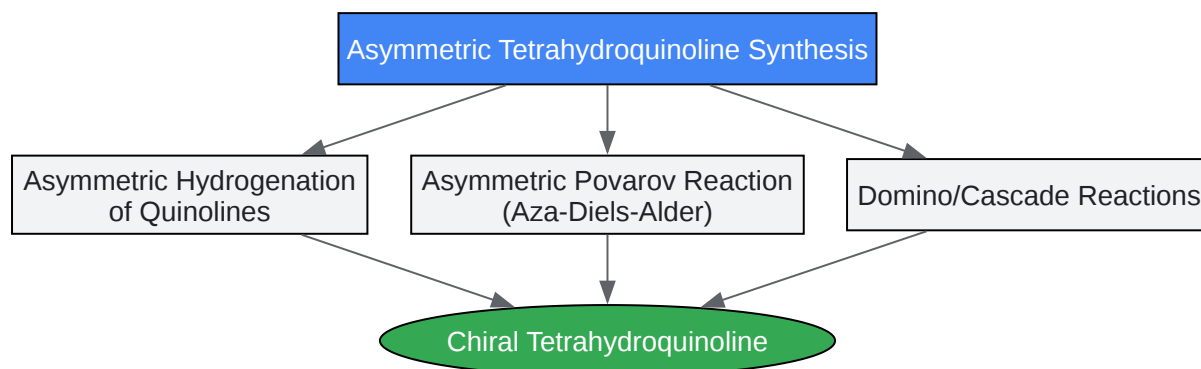 Asymmetric Tetrahydroquinoline Synthesis
Asymmetric Hydrogenation
of Quinolines
Asymmetric Povarov Reaction
(Aza-Diels-Alder)
Domino/Cascade Reactions
Chiral Tetrahydroquinoline